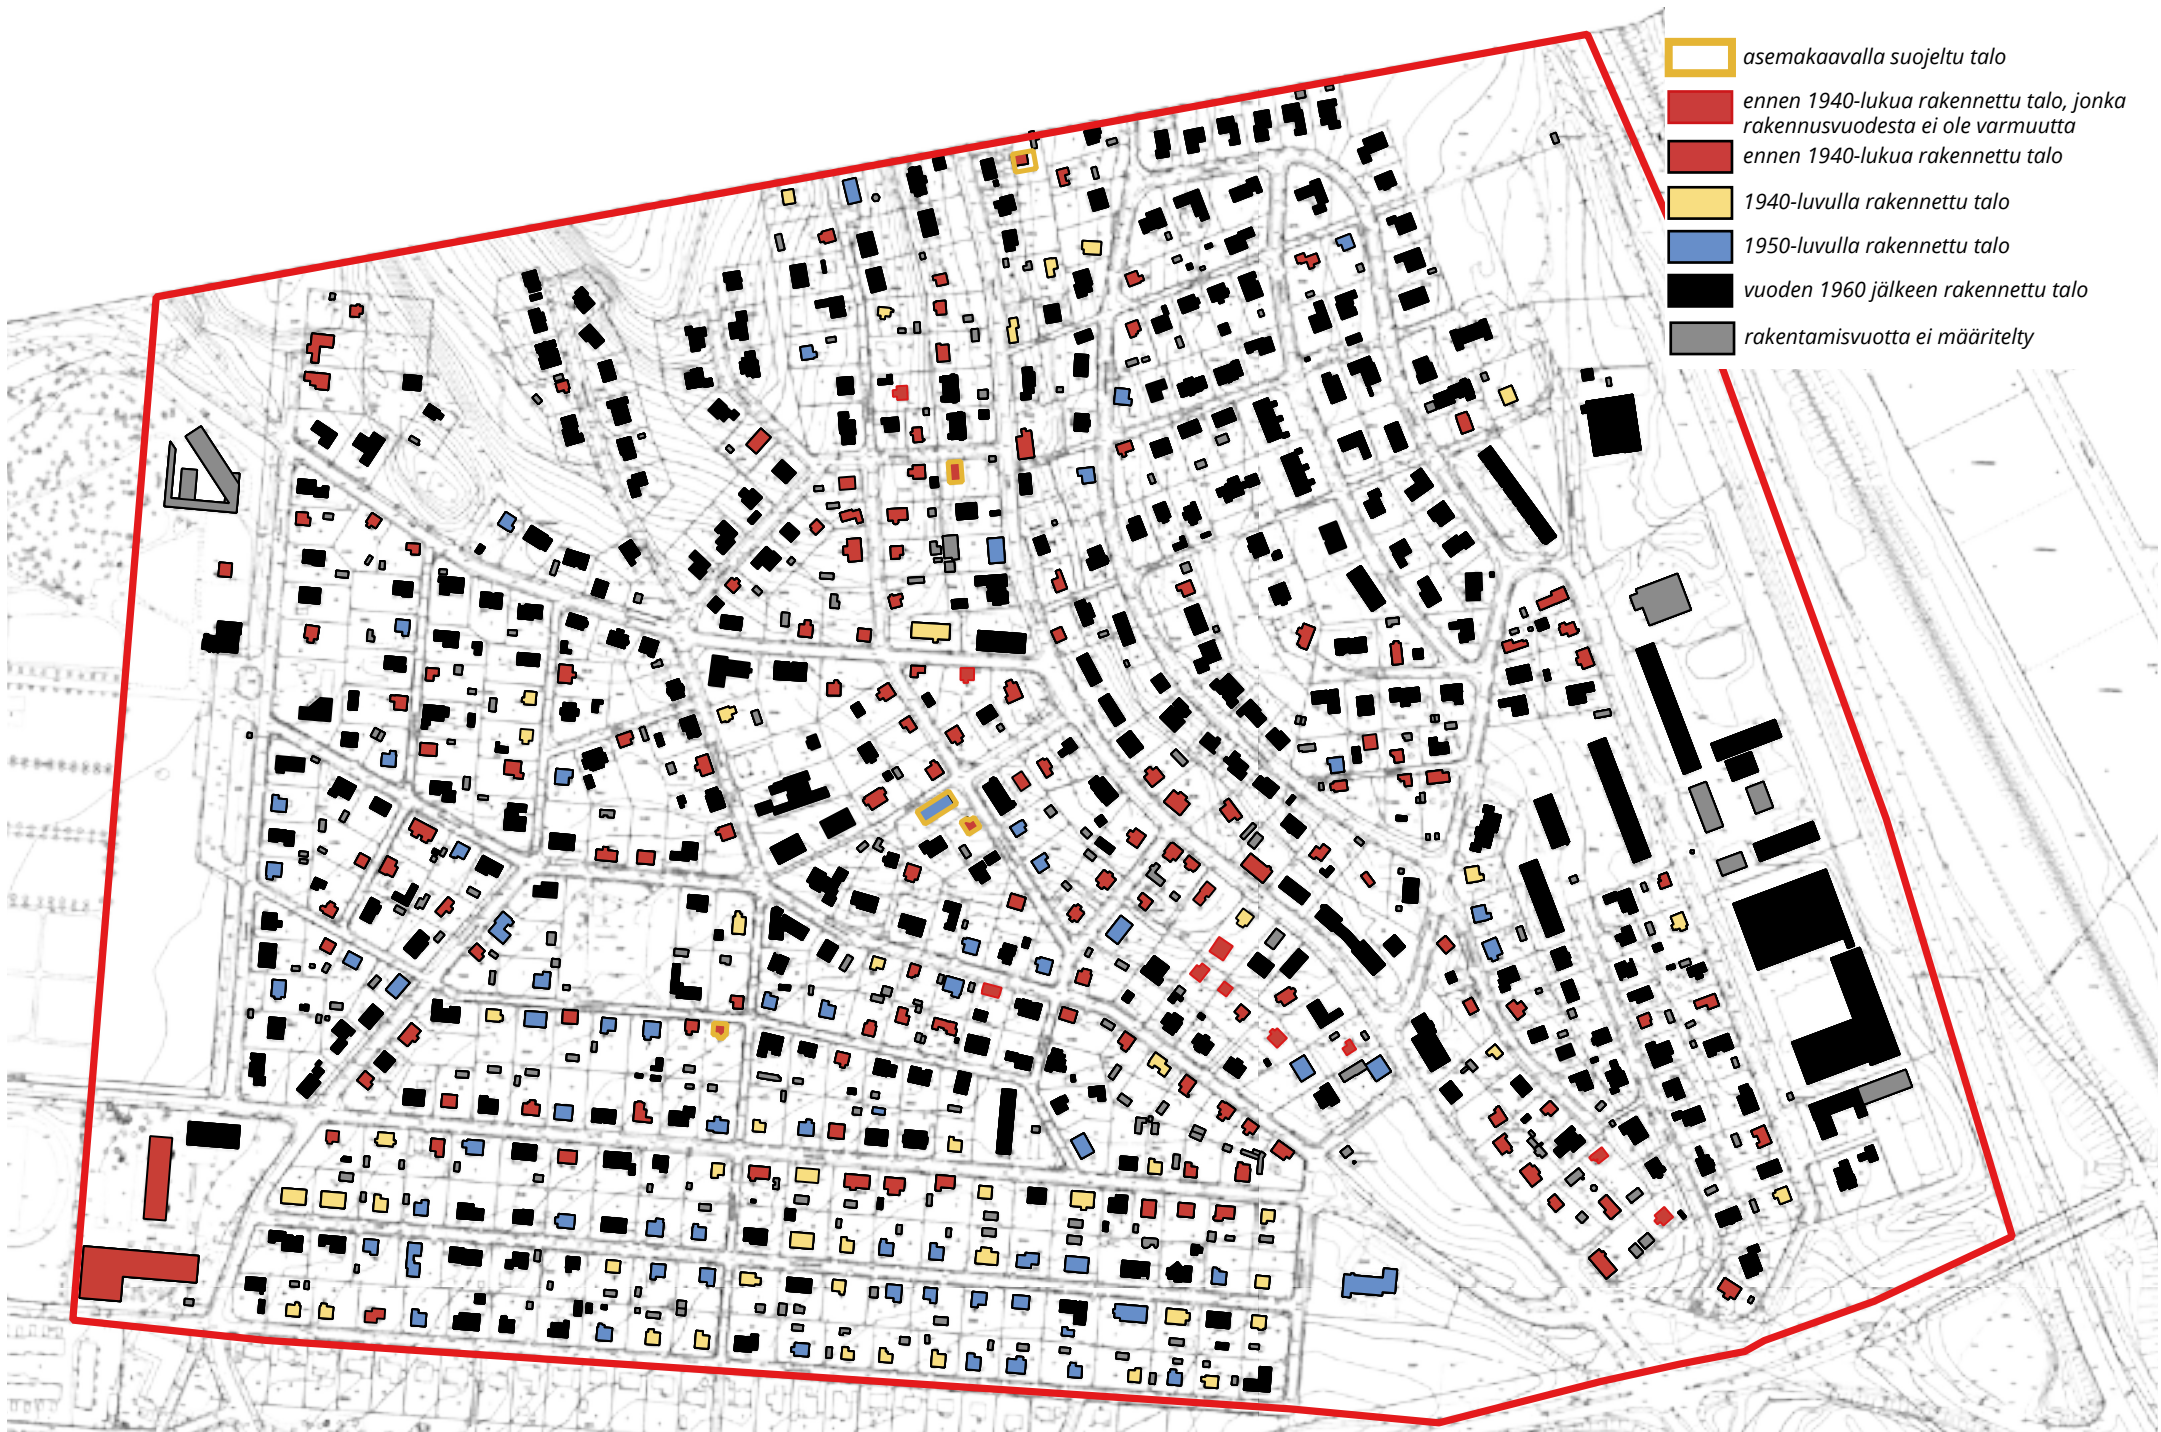 asemakaavalla suojeltu talo
ennen 1940-lukua rakennettu talo, jonka
rakennusvuodesta ei ole varmuutta
ennen 1940-lukua rakennettu talo
1940-luvulla rakennettu talo
1950-luvulla rakennettu talo
vuoden 1960 jälkeen rakennettu talo
rakentamisvuotta ei määritelty